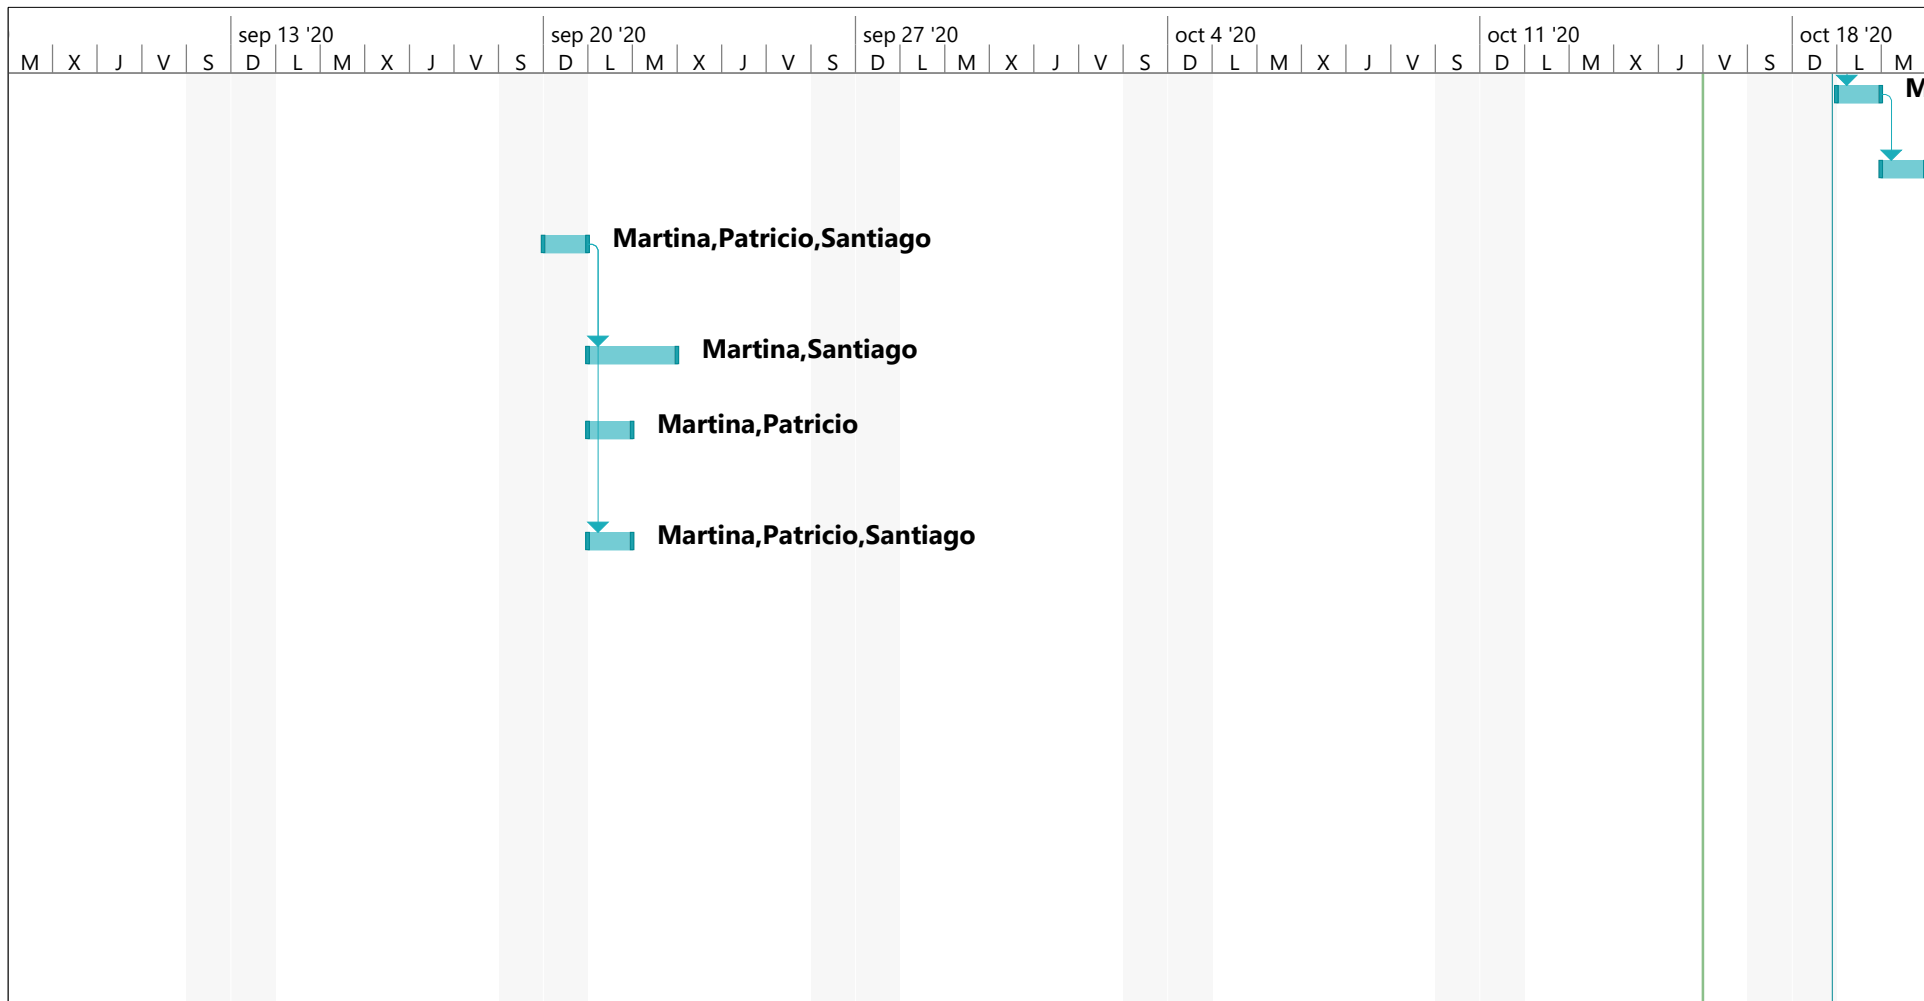 sep 13 '20 sep 20 '20 sep 27 '20 oct 4 '20 oct 11 '20 oct 18 '20
M X J V S D L M X J V S D L M X J V S D L M X J V S D L M X J V S D L M X J V S D L M
M
Martina,Patricio,Santiago
Martina,Santiago
Martina,Patricio
Martina,Patricio,Santiago